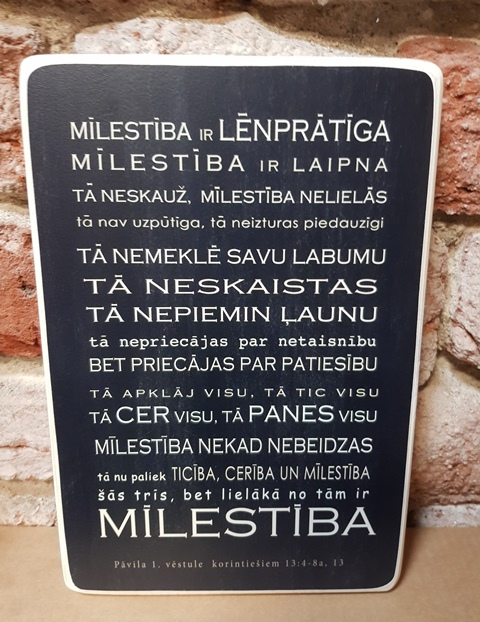 MĪLESTĪBA IR LĒNPRĀTĪGA
MĪLESTĪBA IR LAIPNA
TĀ NESKAUŽ, MĪLESTĪBA NELIELĀS
tā nav uzpūtīga, tā neizturas piedauzīgi
TĀ NEMEKLĒ SAVU LABUMU
TĀ NESKAISTAS
TĀ NEPIEMIN ĻAUNU
tā nepriecājas par netaisnību
BET PRIECĀJAS PAR PATIESĪBU
TĀ APKLĀJ VISU, TĀ TIC VISU
TĀ CER VISU, TĀ PANES VISU
MĪLESTĪBA NEKAD NEBEIDZAS
tā nu paliek TICĪBA, CERĪBA UN MĪLESTĪBA
šās trīs, bet lielākā no tām ir
MĪLESTĪBA
Pāvila 1. vēstule korintiešiem 13:4-8a, 13